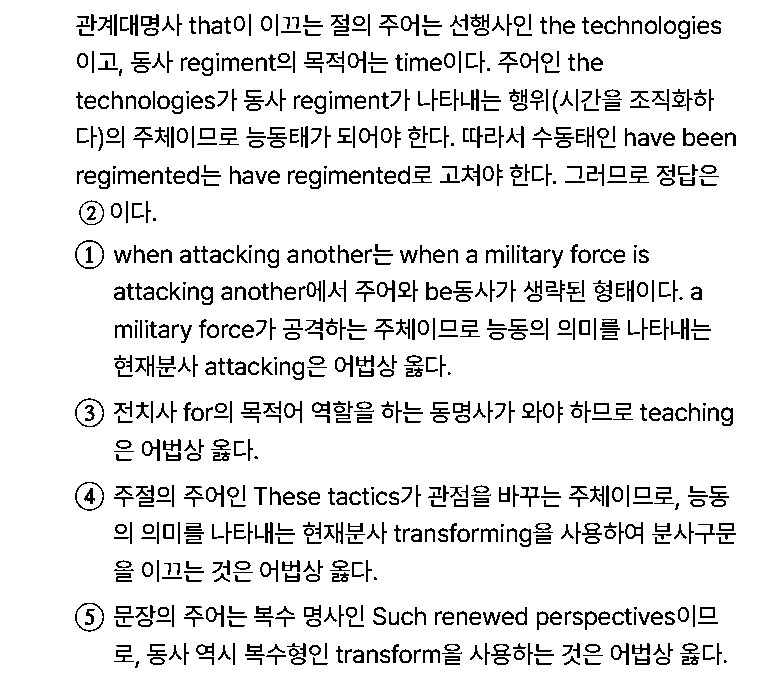 관계대명사 that이 이끄는 절의 주어는 선행사인 the technologies
이고, 동사 regiment의 목적어는 time이다. 주어인 the
technologies가 동사 regiment가 나타내는 행위(시간을 조직화하
다)의 주체이므로 능동태가 되어야 한다. 따라서 수동태인 have been
regimented는 have regimented로 고쳐야 한다. 그러므로 정답은
②이다.
① when attacking another는 when a military force is
attacking another에서 주어와 be동사가 생략된 형태이다. a
military force가 공격하는 주체이므로 능동의 의미를 나타내는
현재분사 attacking은 어법상 옳다.
③ 전치사 for의 목적어 역할을 하는 동명사가 와야 하므로 teaching
은 어법상 옳다.
④ 주절의 주어인 These tactics가 관점을 바꾸는 주체이므로, 능동
의 의미를 나타내는 현재분사 transforming을 사용하여 분사구문
을 이끄는 것은 어법상 옳다.
⑤ 문장의 주어는 복수 명사인 Such renewed perspectives이므
로, 동사 역시 복수형인 transform을 사용하는 것은 어법상 옳다.